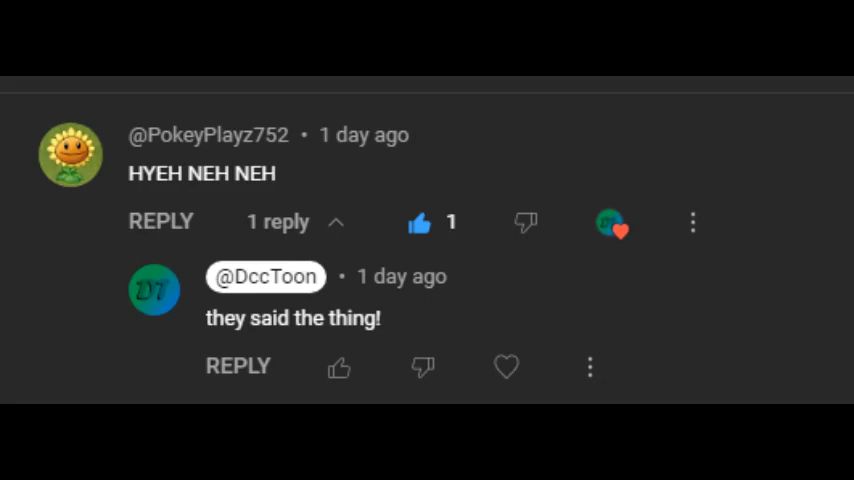 @PokeyPlayz752 • 1 day ago
HYEH NEH NEH
REPLY 1 reply 1
DT @DccToon • 1 day ago
they said the thing!
REPLY